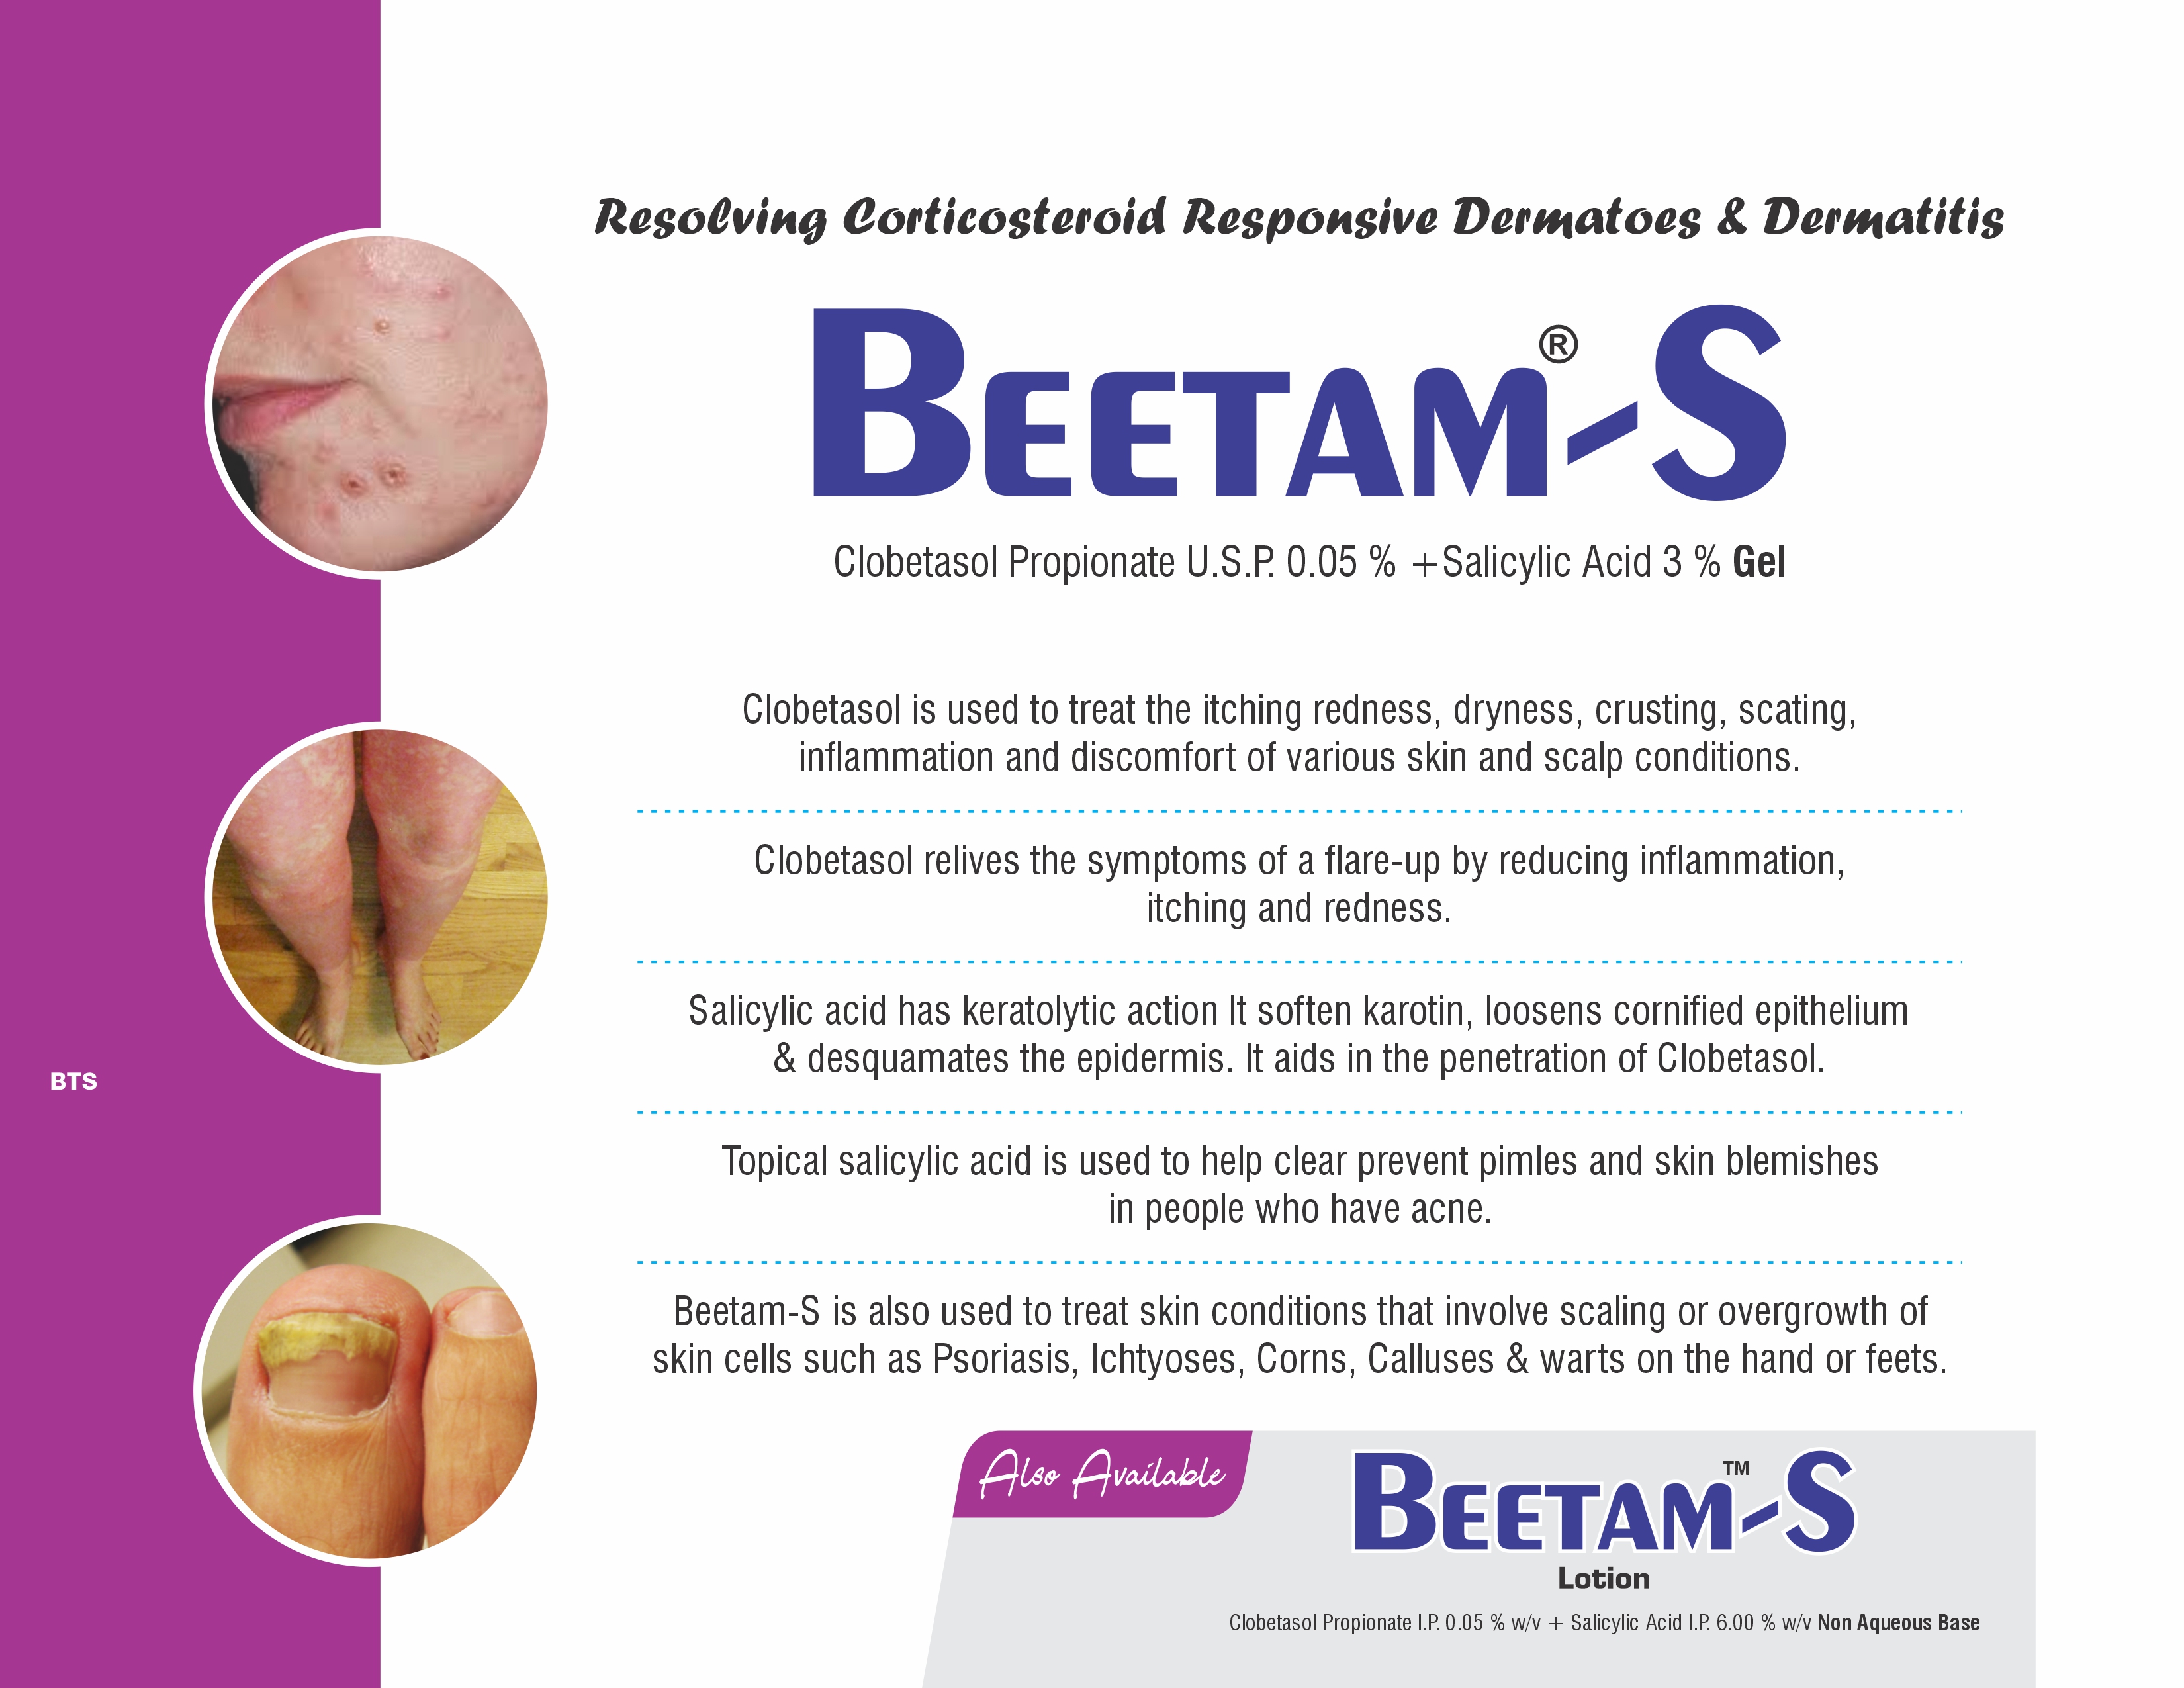 Resolving Corticosteroid Responsive Dermatoes & Dermatitis
BEETAM®-S
Clobetasol Propionate U.S.P. 0.05 % +Salicylic Acid 3 % Gel
Clobetasol is used to treat the itching redness, dryness, crusting, scating,
inflammation and discomfort of various skin and scalp conditions.
Clobetasol relives the symptoms of a flare-up by reducing inflammation,
itching and redness.
Salicylic acid has keratolytic action It soften karotin, loosens cornified epithelium
& desquamates the epidermis. It aids in the penetration of Clobetasol.
BTS
Topical salicylic acid is used to help clear prevent pimles and skin blemishes
in people who have acne.
Beetam-S is also used to treat skin conditions that involve scaling or overgrowth of
skin cells such as Psoriasis, Ichtyoses, Corns, Calluses & warts on the hand or feets.
Also Available
BEETAM™-S
Lotion
Clobetasol Propionate I.P. 0.05 % w/v + Salicylic Acid I.P. 6.00 % w/v Non Aqueous Base